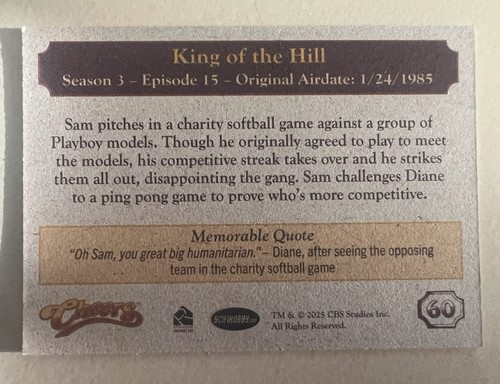 King of the Hill
Season 3 – Episode 15 – Original Airdate: 1/24/1985
Sam pitches in a charity softball game against a group of
Playboy models. Though he originally agreed to play to meet
the models, his competitive streak takes over and he strikes
them all out, disappointing the gang. Sam challenges Diane
to a ping pong game to prove who's more competitive.
Memorable Quote
"Oh Sam, you great big humanitarian."– Diane, after seeing the opposing
team in the charity softball game
Cheers
SCIFIHOBBY.com
TM & © 2025 CBS Studios Inc.
All Rights Reserved.
60